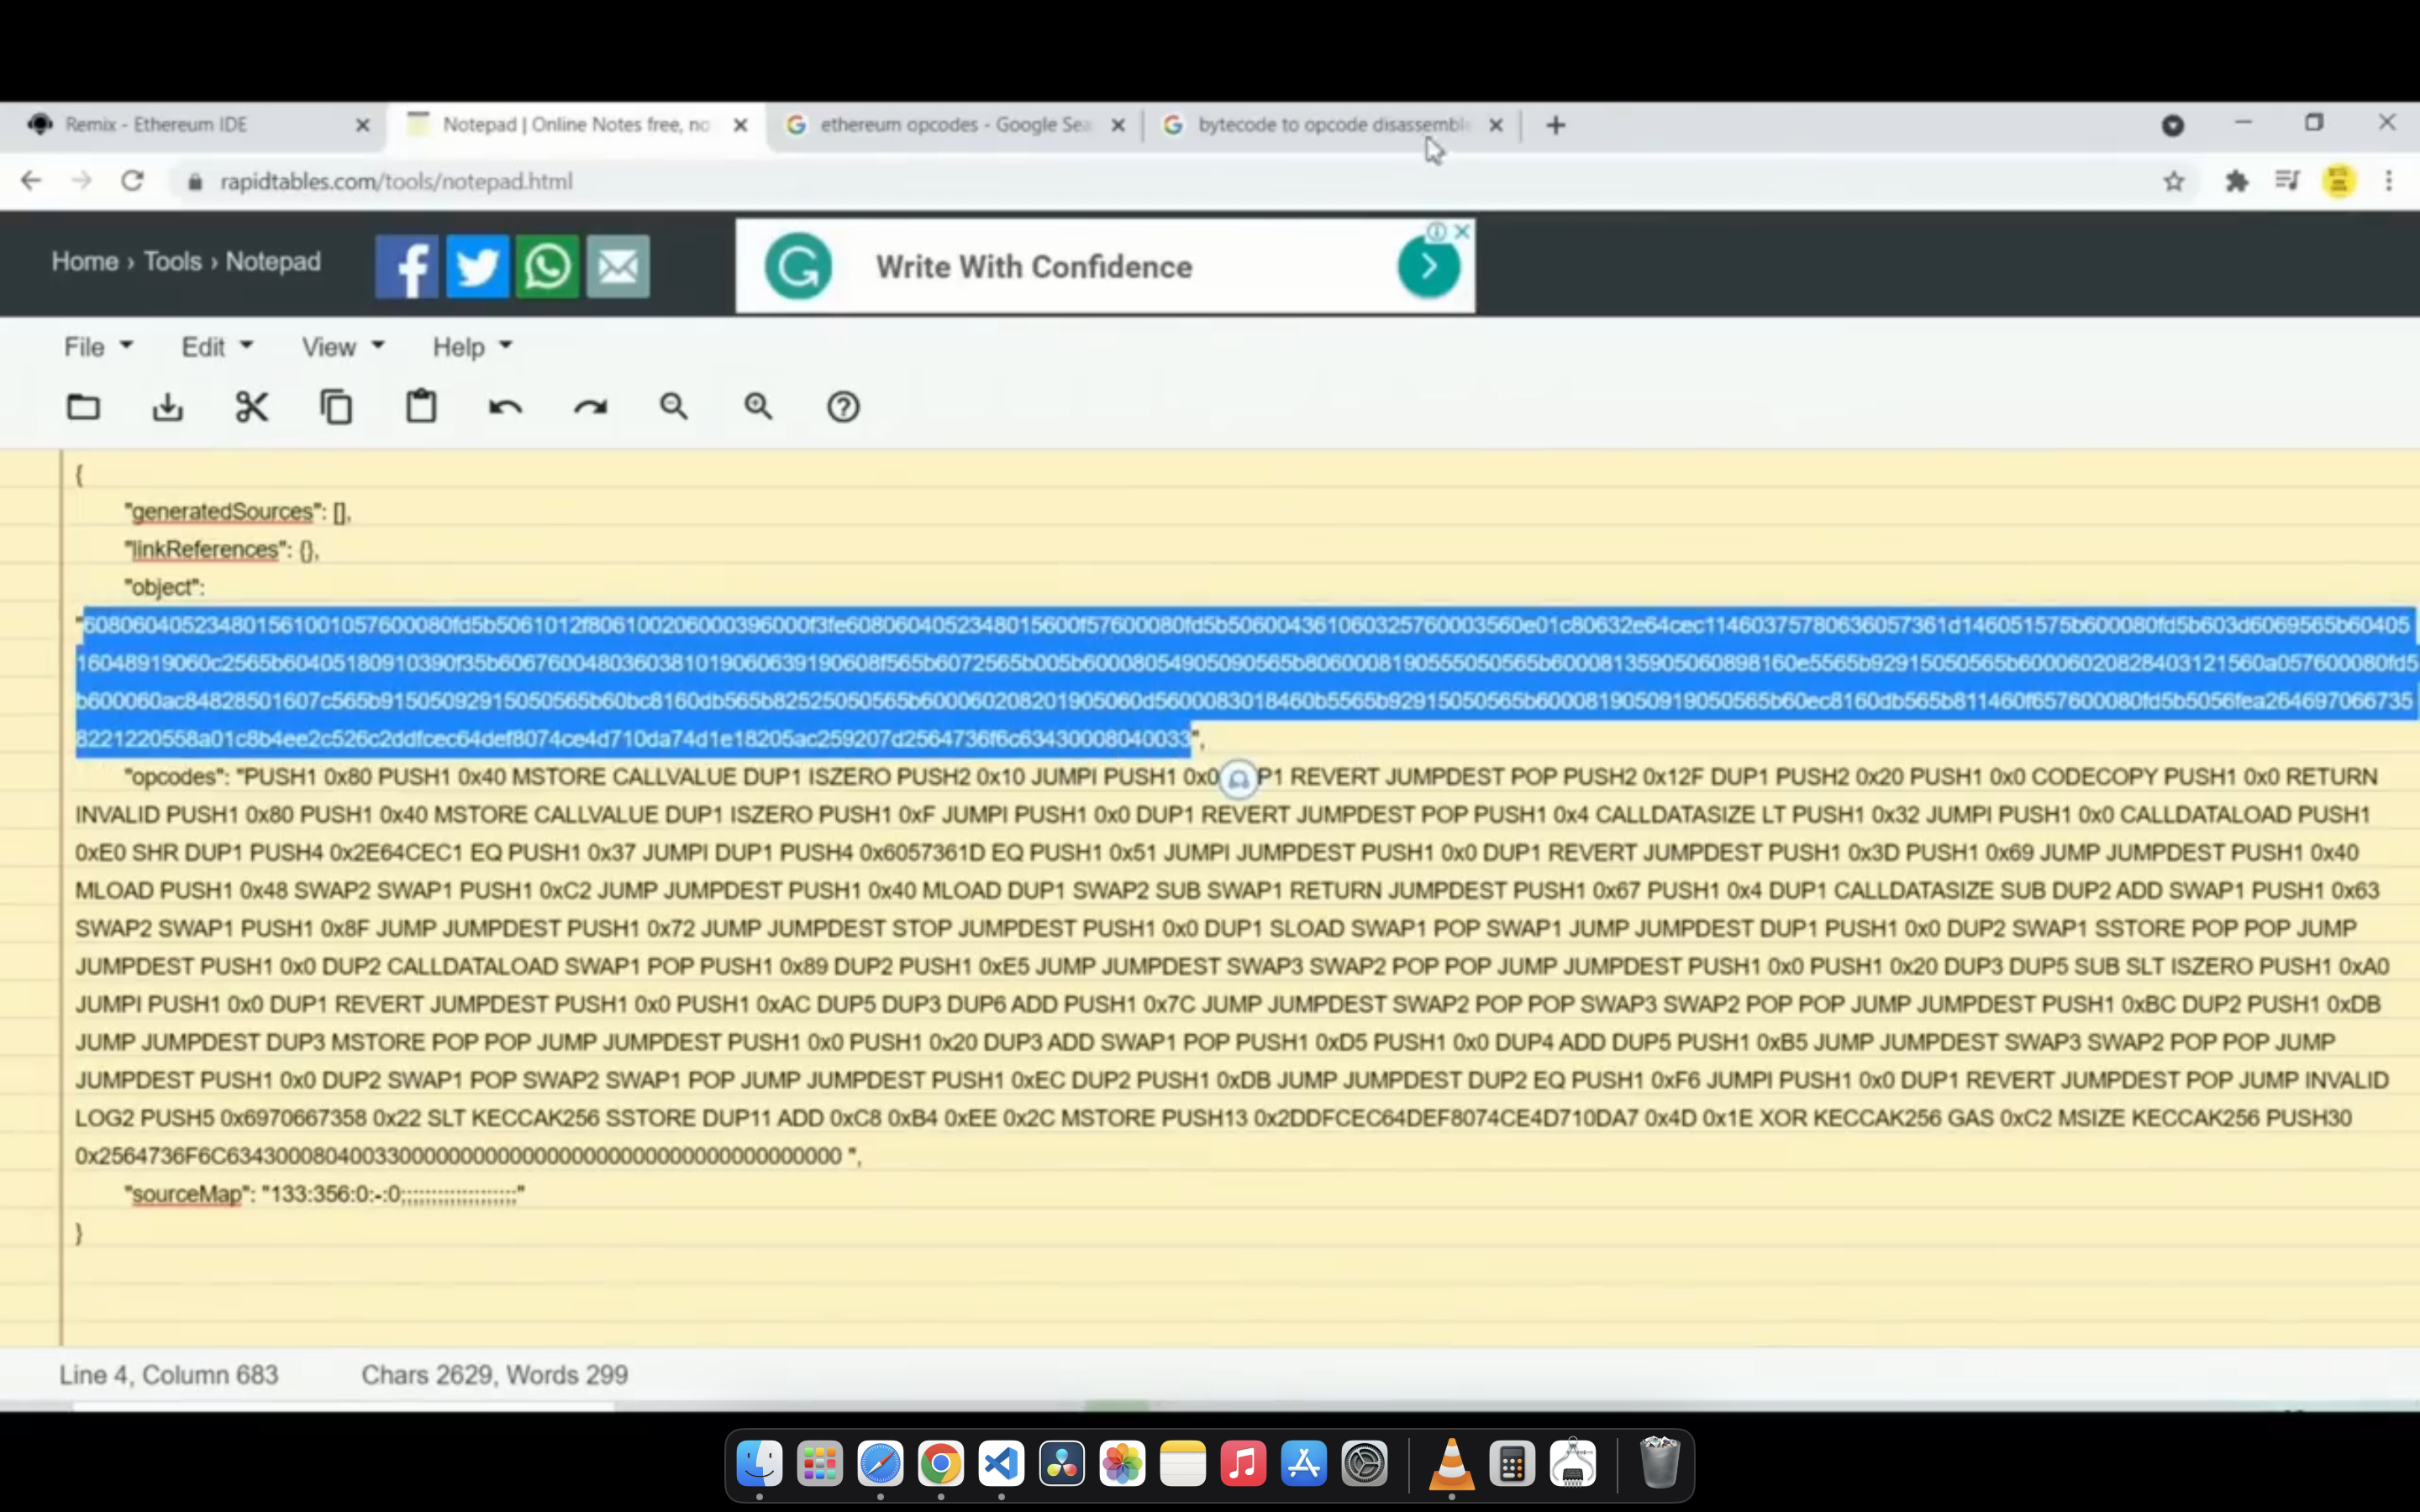 Remix - Ethereum IDE
Notepad | Online Notes free, no
ethereum opcodes - Google Sea
bytecode to opcode disassemble
rapidtables.com/tools/notepad.html
Home › Tools › Notepad
Write With Confidence
File Edit View Help
{
"generatedSources": [],
"linkReferences": {},
"object":
"608060405234801561001057600080fd5b5061012f806100206000396000f3fe6080604052348015600f57600080fd5b506004361060325760003560e01c80632e64cec11460375780636057361d146051575b600080fd5b603d6069565b60405
16048919060c2565b60405180910390f35b6067600480360381019060639190608f565b6072565b005b60008054905090565b8060008190555050565b60008135905060898160e5565b92915050565b600060208284031215​60a057600080fd5
b600060ac84828501607c565b91505092915050565b60bc8160db565b82525050565b600060208201905060d5600083018460b5565b92915050565b6000819050919050565b60ec8160db565b811460f657600080fd5b5056fea264697066735
8221220558a01c8b4ee2c526c2ddfcec64def8074ce4d710da74d1e18205ac259207d2564736f6c63430008040033",
"opcodes": "PUSH1 0x80 PUSH1 0x40 MSTORE CALLVALUE DUP1 ISZERO PUSH2 0x10 JUMPI PUSH1 0x0 P1 REVERT JUMPDEST POP PUSH2 0x12F DUP1 PUSH2 0x20 PUSH1 0x0 CODECOPY PUSH1 0x0 RETURN
INVALID PUSH1 0x80 PUSH1 0x40 MSTORE CALLVALUE DUP1 ISZERO PUSH1 0xF JUMPI PUSH1 0x0 DUP1 REVERT JUMPDEST POP PUSH1 0x4 CALLDATASIZE LT PUSH1 0x32 JUMPI PUSH1 0x0 CALLDATALOAD PUSH1
0xE0 SHR DUP1 PUSH4 0x2E64CEC1 EQ PUSH1 0x37 JUMPI DUP1 PUSH4 0x6057361D EQ PUSH1 0x51 JUMPI JUMPDEST PUSH1 0x0 DUP1 REVERT JUMPDEST PUSH1 0x3D PUSH1 0x69 JUMP JUMPDEST PUSH1 0x40
MLOAD PUSH1 0x48 SWAP2 SWAP1 PUSH1 0xC2 JUMP JUMPDEST PUSH1 0x40 MLOAD DUP1 SWAP2 SUB SWAP1 RETURN JUMPDEST PUSH1 0x67 PUSH1 0x4 DUP1 CALLDATASIZE SUB DUP2 ADD SWAP1 PUSH1 0x63
SWAP2 SWAP1 PUSH1 0x8F JUMP JUMPDEST PUSH1 0x72 JUMP JUMPDEST STOP JUMPDEST PUSH1 0x0 DUP1 SLOAD SWAP1 POP SWAP1 JUMP JUMPDEST DUP1 PUSH1 0x0 DUP2 SWAP1 SSTORE POP POP JUMP
JUMPDEST PUSH1 0x0 DUP2 CALLDATALOAD SWAP1 POP PUSH1 0x89 DUP2 PUSH1 0xE5 JUMP JUMPDEST SWAP3 SWAP2 POP POP JUMP JUMPDEST PUSH1 0x0 PUSH1 0x20 DUP3 DUP5 SUB SLT ISZERO PUSH1 0xA0
JUMPI PUSH1 0x0 DUP1 REVERT JUMPDEST PUSH1 0x0 PUSH1 0xAC DUP5 DUP3 DUP6 ADD PUSH1 0x7C JUMP JUMPDEST SWAP2 POP POP SWAP3 SWAP2 POP POP JUMP JUMPDEST PUSH1 0xBC DUP2 PUSH1 0xDB
JUMP JUMPDEST DUP3 MSTORE POP POP JUMP JUMPDEST PUSH1 0x0 PUSH1 0x20 DUP3 ADD SWAP1 POP PUSH1 0xD5 PUSH1 0x0 DUP4 ADD DUP5 PUSH1 0xB5 JUMP JUMPDEST SWAP3 SWAP2 POP POP JUMP
JUMPDEST PUSH1 0x0 DUP2 SWAP1 POP SWAP2 SWAP1 POP JUMP JUMPDEST PUSH1 0xEC DUP2 PUSH1 0xDB JUMP JUMPDEST DUP2 EQ PUSH1 0xF6 JUMPI PUSH1 0x0 DUP1 REVERT JUMPDEST POP JUMP INVALID
LOG2 PUSH5 0x6970667358 0x22 SLT KECCAK256 SSTORE DUP11 ADD 0xC8 0xB4 0xEE 0x2C MSTORE PUSH13 0x2DDFCEC64DEF8074CE4D710DA7 0x4D 0x1E XOR KECCAK256 GAS 0xC2 MSIZE KECCAK256 PUSH30
0x2564736F6C63430008040033000000000000000000000000000000000000 ",
"sourceMap": "133:356:0:-:0;;;;;;;;;;;;;;;;;;;"
}
Line 4, Column 683
Chars 2629, Words 299